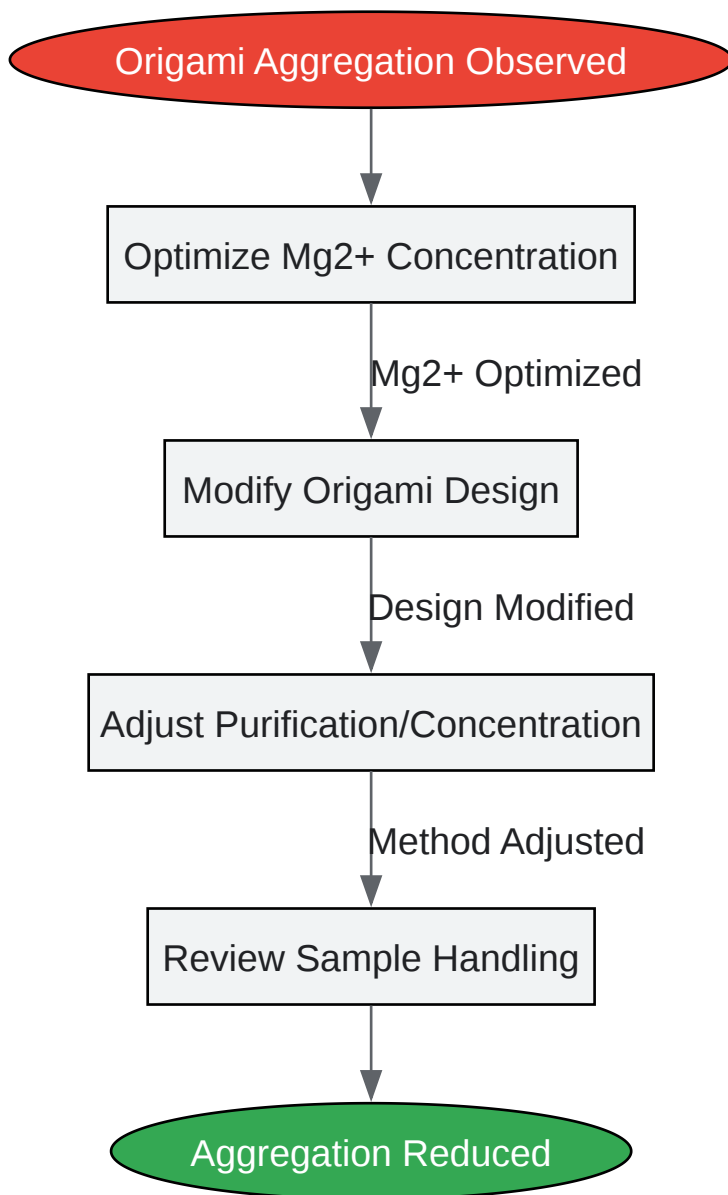 Origami Aggregation Observed
Optimize Mg2+ Concentration
Mg2+ Optimized
Modify Origami Design
Design Modified
Adjust Purification/Concentration
Method Adjusted
Review Sample Handling
Aggregation Reduced